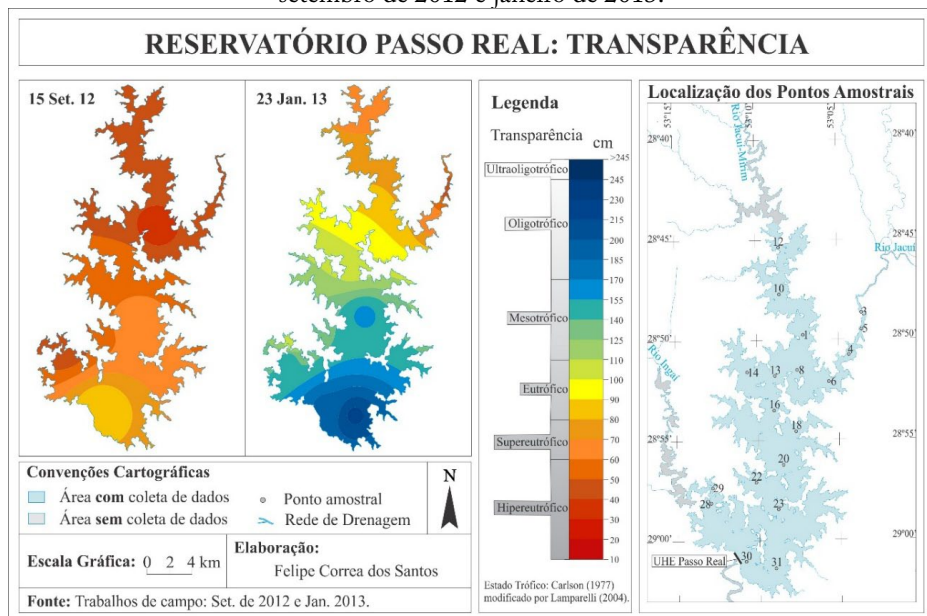 setembro de 2012 e janeiro de 2013.
RESERVATÓRIO PASSO REAL: TRANSPARÊNCIA
15 Set. 12
23 Jan. 13
Legenda
Transparência
cm
Ultraoligotrófico
Oligotrófico
Mesotrófico
Eutrófico
Supereutrófico
Hipereutrófico
>245
245
230
215
200
185
170
155
140
125
110
100
80
70
60
50
40
30
20
10
Estado Trófico: Carlson (1977)
modificado por Lamparelli (2004).
Localização dos Pontos Amostrais
53°15'
53°10'
53°05'
28°40'
28°40'
Rio Jacuí-Mirim
28°45'
28°45'
Rio Jacuí
12
10
3
5
28°50'
28°50'
1
4
Rio Ingaí
14
13
8
6
16
18
28°55'
28°55'
20
22
29
28
23
29°00'
29°00'
30
31
UHE Passo Real
Convenções Cartográficas
Área com coleta de dados
Área sem coleta de dados
Ponto amostral
Rede de Drenagem
N
Escala Gráfica: 0 2 4 km
Elaboração:
Felipe Correa dos Santos
Fonte: Trabalhos de campo: Set. de 2012 e Jan. 2013.